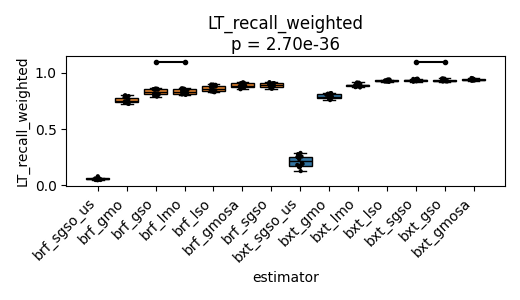 LT_recall_weighted
p = 2.70e-36
LT_recall_weighted
1.0
0.5
0.0
brf_sgso_us
brf_gmo
brf_gso
brf_lmo
brf_lso
brf_gmosa
brf_sgso
bxt_sgso_us
bxt_gmo
bxt_lmo
bxt_lso
bxt_sgso
bxt_gso
bxt_gmosa
estimator